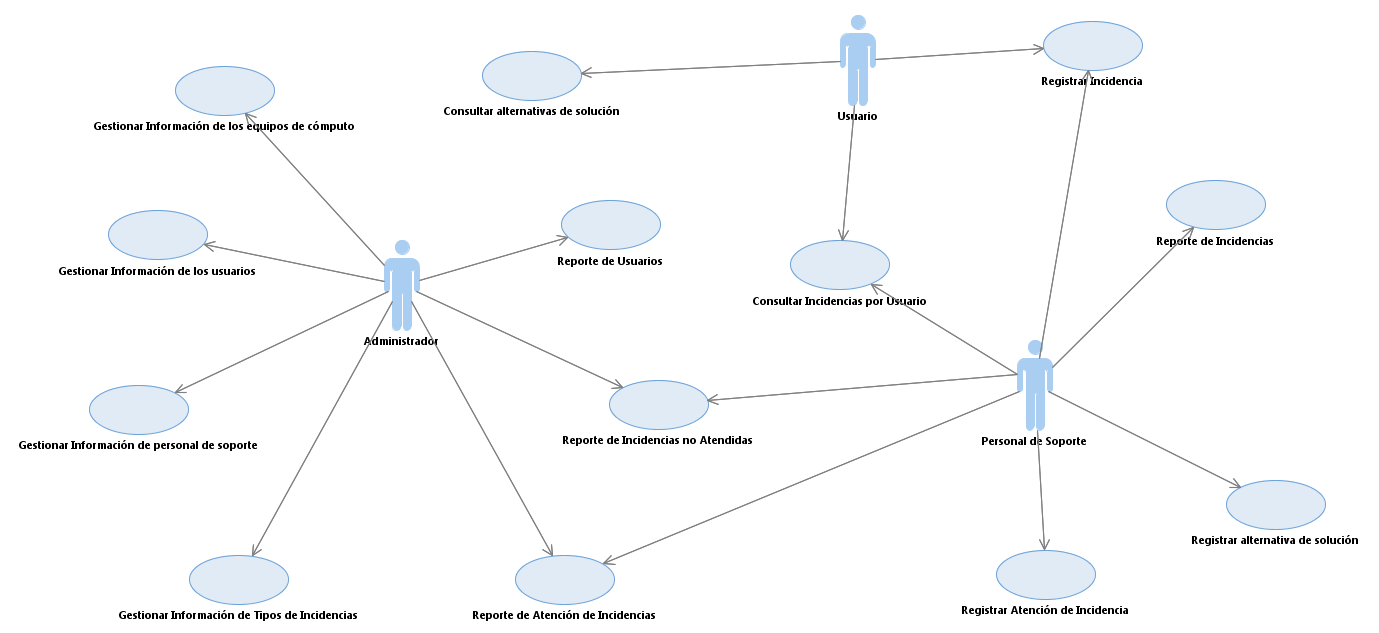 Registrar Incidencia
Consultar alternativas de solución
Usuario
Gestionar Información de los equipos de cómputo
Reporte de Incidencias
Reporte de Usuarios
Gestionar Información de los usuarios
Consultar Incidencias por Usuario
Administrador
Reporte de Incidencias no Atendidas
Personal de Soporte
Gestionar Información de personal de soporte
Registrar alternativa de solución
Registrar Atención de Incidencia
Gestionar Información de Tipos de Incidencias
Reporte de Atención de Incidencias